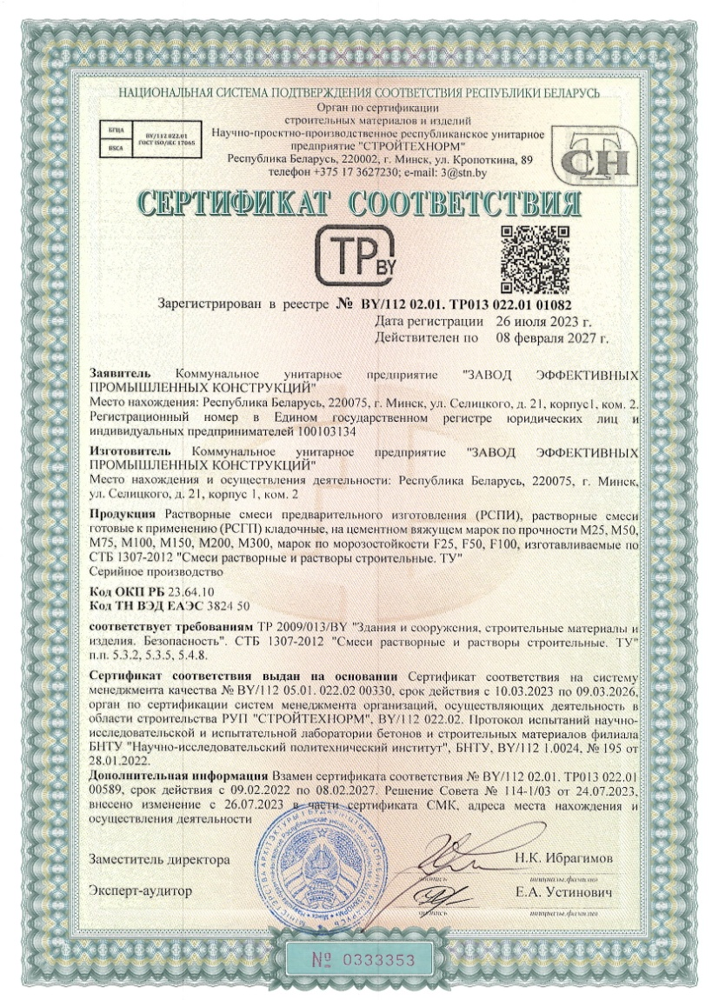 НАЦИОНАЛЬНАЯ СИСТЕМА ПОДТВЕРЖДЕНИЯ СООТВЕТСТВИЯ РЕСПУБЛИКИ БЕЛАРУСЬ
Орган по сертификации
строительных материалов и изделий
Научно-проектно-производственное республиканское унитарное
предприятие "СТРОЙТЕХНОРМ"
Республика Беларусь, 220002, г. Минск, ул. Кропоткина, 89
телефон +375 17 3627230; e-mail: 3@stn.by
БГЦА
BSCA
BY/112 022.01
ГОСТ ISO/IEC 17065
СН
СЕРТИФИКАТ СООТВЕТСТВИЯ
ТР BY
Зарегистрирован в реестре № BY/112 02.01. ТР013 022.01 01082
Дата регистрации 26 июля 2023 г.
Действителен по 08 февраля 2027 г.
Заявитель Коммунальное унитарное предприятие "ЗАВОД ЭФФЕКТИВНЫХ
ПРОМЫШЛЕННЫХ КОНСТРУКЦИЙ"
Место нахождения: Республика Беларусь, 220075, г. Минск, ул. Селицкого, д. 21, корпус1, ком. 2.
Регистрационный номер в Едином государственном регистре юридических лиц и
индивидуальных предпринимателей 100103134
Изготовитель Коммунальное унитарное предприятие "ЗАВОД ЭФФЕКТИВНЫХ
ПРОМЫШЛЕННЫХ КОНСТРУКЦИЙ"
Место нахождения и осуществления деятельности: Республика Беларусь, 220075, г. Минск,
ул. Селицкого, д. 21, корпус 1, ком. 2
Продукция Растворные смеси предварительного изготовления (РСПИ), растворные смеси
готовые к применению (РСГП) кладочные, на цементном вяжущем марок по прочности М25, М50,
М75, М100, М150, М200, М300, марок по морозостойкости F25, F50, F100, изготавливаемые по
СТБ 1307-2012 "Смеси растворные и растворы строительные. ТУ"
Серийное производство
Код ОКП РБ 23.64.10
Код ТН ВЭД ЕАЭС 3824 50
соответствует требованиям ТР 2009/013/BY "Здания и сооружения, строительные материалы и
изделия. Безопасность". СТБ 1307-2012 "Смеси растворные и растворы строительные. ТУ"
п.п. 5.3.2, 5.3.5, 5.4.8.
Сертификат соответствия выдан на основании Сертификат соответствия на систему
менеджмента качества № BY/112 05.01. 022.02 00330, срок действия с 10.03.2023 по 09.03.2026,
орган по сертификации систем менеджмента организаций, осуществляющих деятельность в
области строительства РУП "СТРОЙТЕХНОРМ", BY/112 022.02. Протокол испытаний научно-
исследовательской и испытательной лаборатории бетонов и строительных материалов филиала
БНТУ "Научно-исследовательский политехнический институт", БНТУ, BY/112 1.0024, № 195 от
28.01.2022.
Дополнительная информация Взамен сертификата соответствия № BY/112 02.01. ТР013 022.01
00589, срок действия с 09.02.2022 по 08.02.2027. Решение Совета № 114-1/03 от 24.07.2023,
внесено изменение с 26.07.2023 в части сертификата СМК, адреса места нахождения и
осуществления деятельности
Заместитель директора
Н.К. Ибрагимов
подпись
инициалы, фамилия
Эксперт-аудитор
Е.А. Устинович
подпись
инициалы, фамилия
№ 0333353